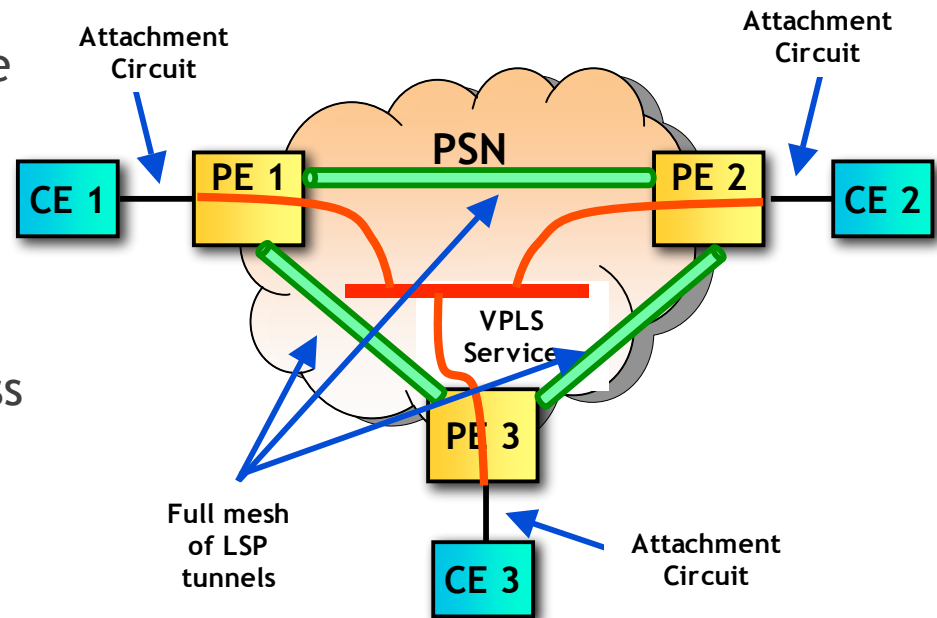 Attachment
Circuit
Attachment
Circuit
e
PSN
CE 1
PE 1
PE 2
CE 2
VPLS
Service
ss
PE 3
Full mesh
of LSP
tunnels
Attachment
Circuit
CE 3